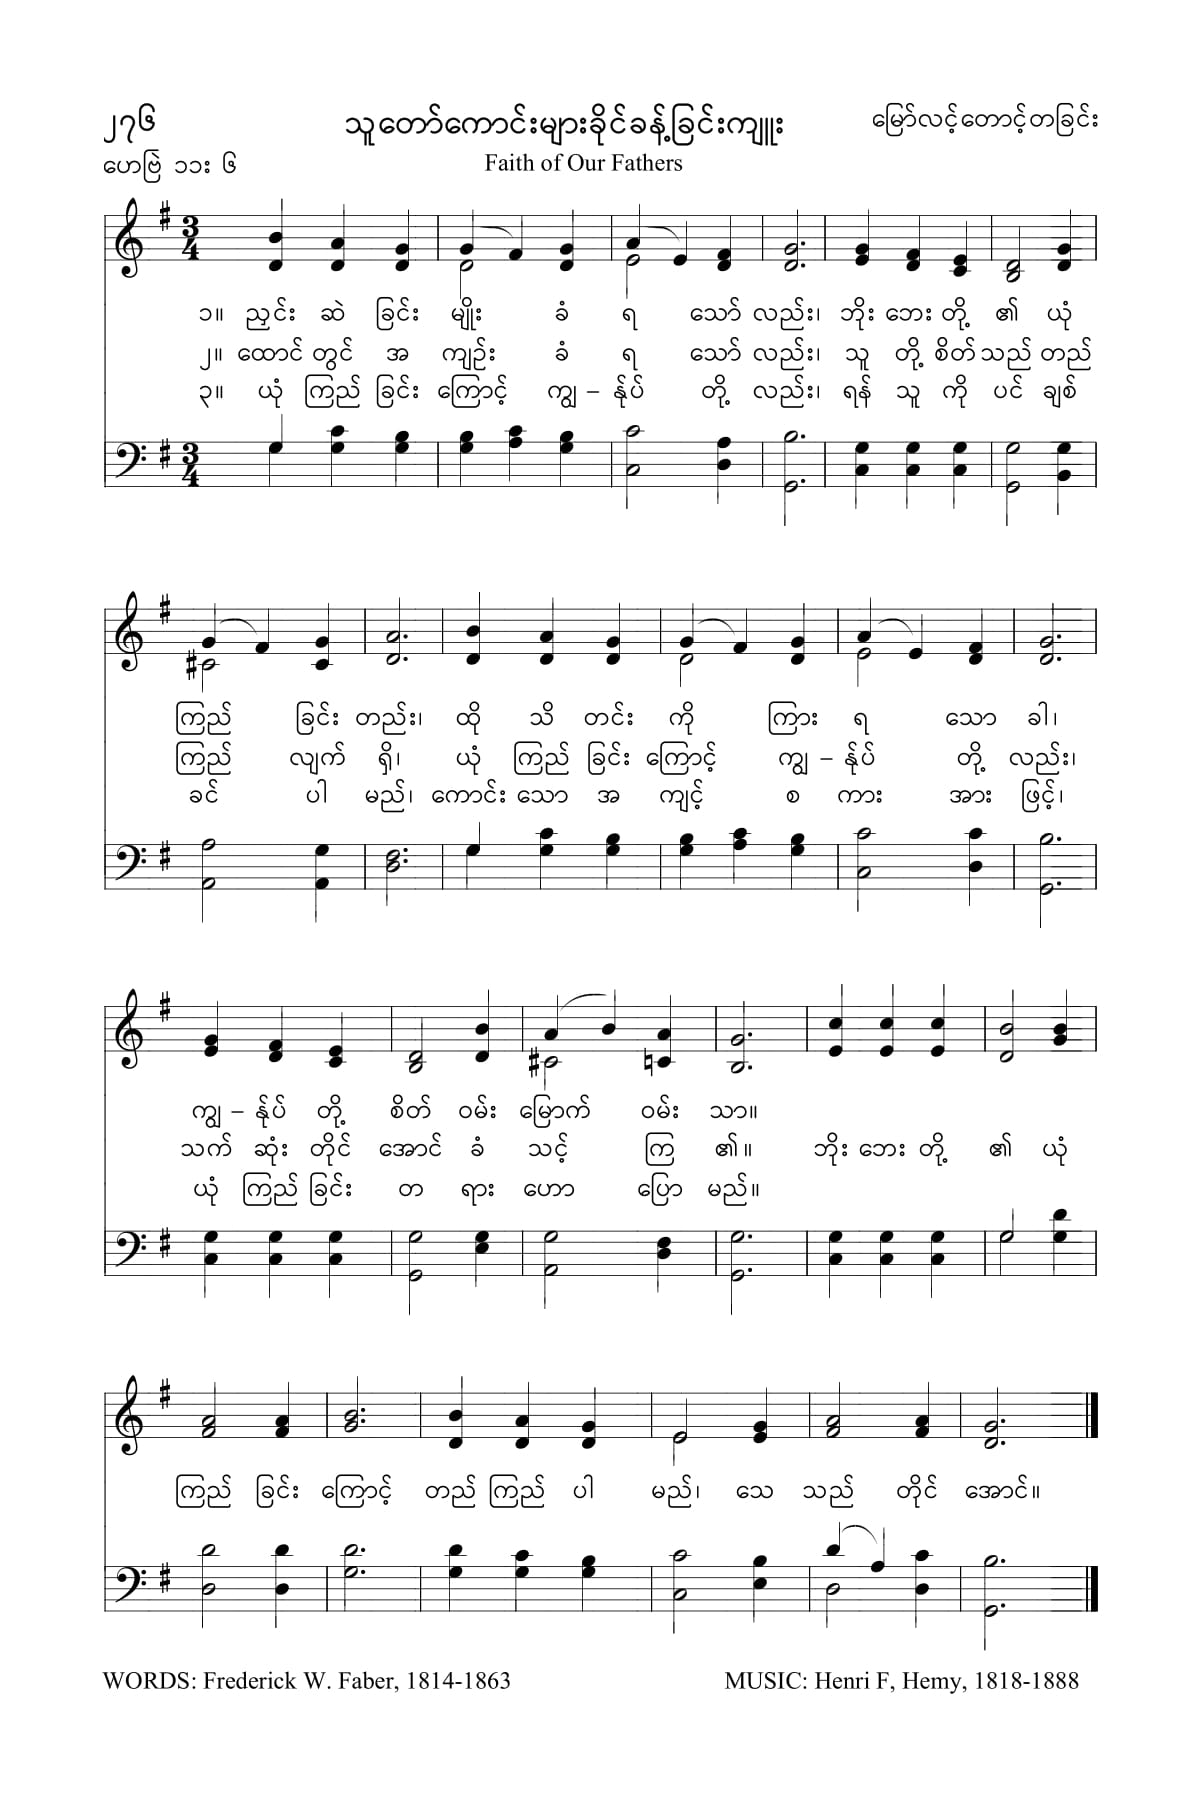 ၂၇၆ သူတော်ကောင်းများခိုင်ခန့်ခြင်းကျူး မြော်လင့်တောင့်တခြင်း
ဟေဗြဲ ၁၁း ၆ Faith of Our Fathers
3 4
၁။ ညှင်း ဆဲ ခြင်း မျိုး ခံ ရ သော် လည်း၊ ဘိုး ဘေး တို့ ၏ ယုံ
၂။ ထောင် တွင် အ ကျဉ်း ခံ ရ သော် လည်း၊ သူ တို့ စိတ် သည် တည်
၃။ ယုံ ကြည် ခြင်း ကြောင့် ကျွ – န်ုပ် တို့ လည်း၊ ရန် သူ ကို ပင် ချစ်
3 4
ကြည် ခြင်း တည်း၊ ထို သိ တင်း ကို ကြား ရ သော ခါ၊
ကြည် လျက် ရှိ၊ ယုံ ကြည် ခြင်း ကြောင့် ကျွ – န်ုပ် တို့ လည်း၊
ခင် ပါ မည်၊ ကောင်း သော အ ကျင့် စ ကား အား ဖြင့်၊
ကျွ – န်ုပ် တို့ စိတ် ဝမ်း မြောက် ဝမ်း သာ။
သက် ဆုံး တိုင် အောင် ခံ သင့် ကြ ၏။ ဘိုး ဘေး တို့ ၏ ယုံ
ယုံ ကြည် ခြင်း တ ရား ဟော ပြော မည်။
ကြည် ခြင်း ကြောင့် တည် ကြည် ပါ မည်၊ သေ သည် တိုင် အောင်။
WORDS: Frederick W. Faber, 1814-1863 MUSIC: Henri F, Hemy, 1818-1888